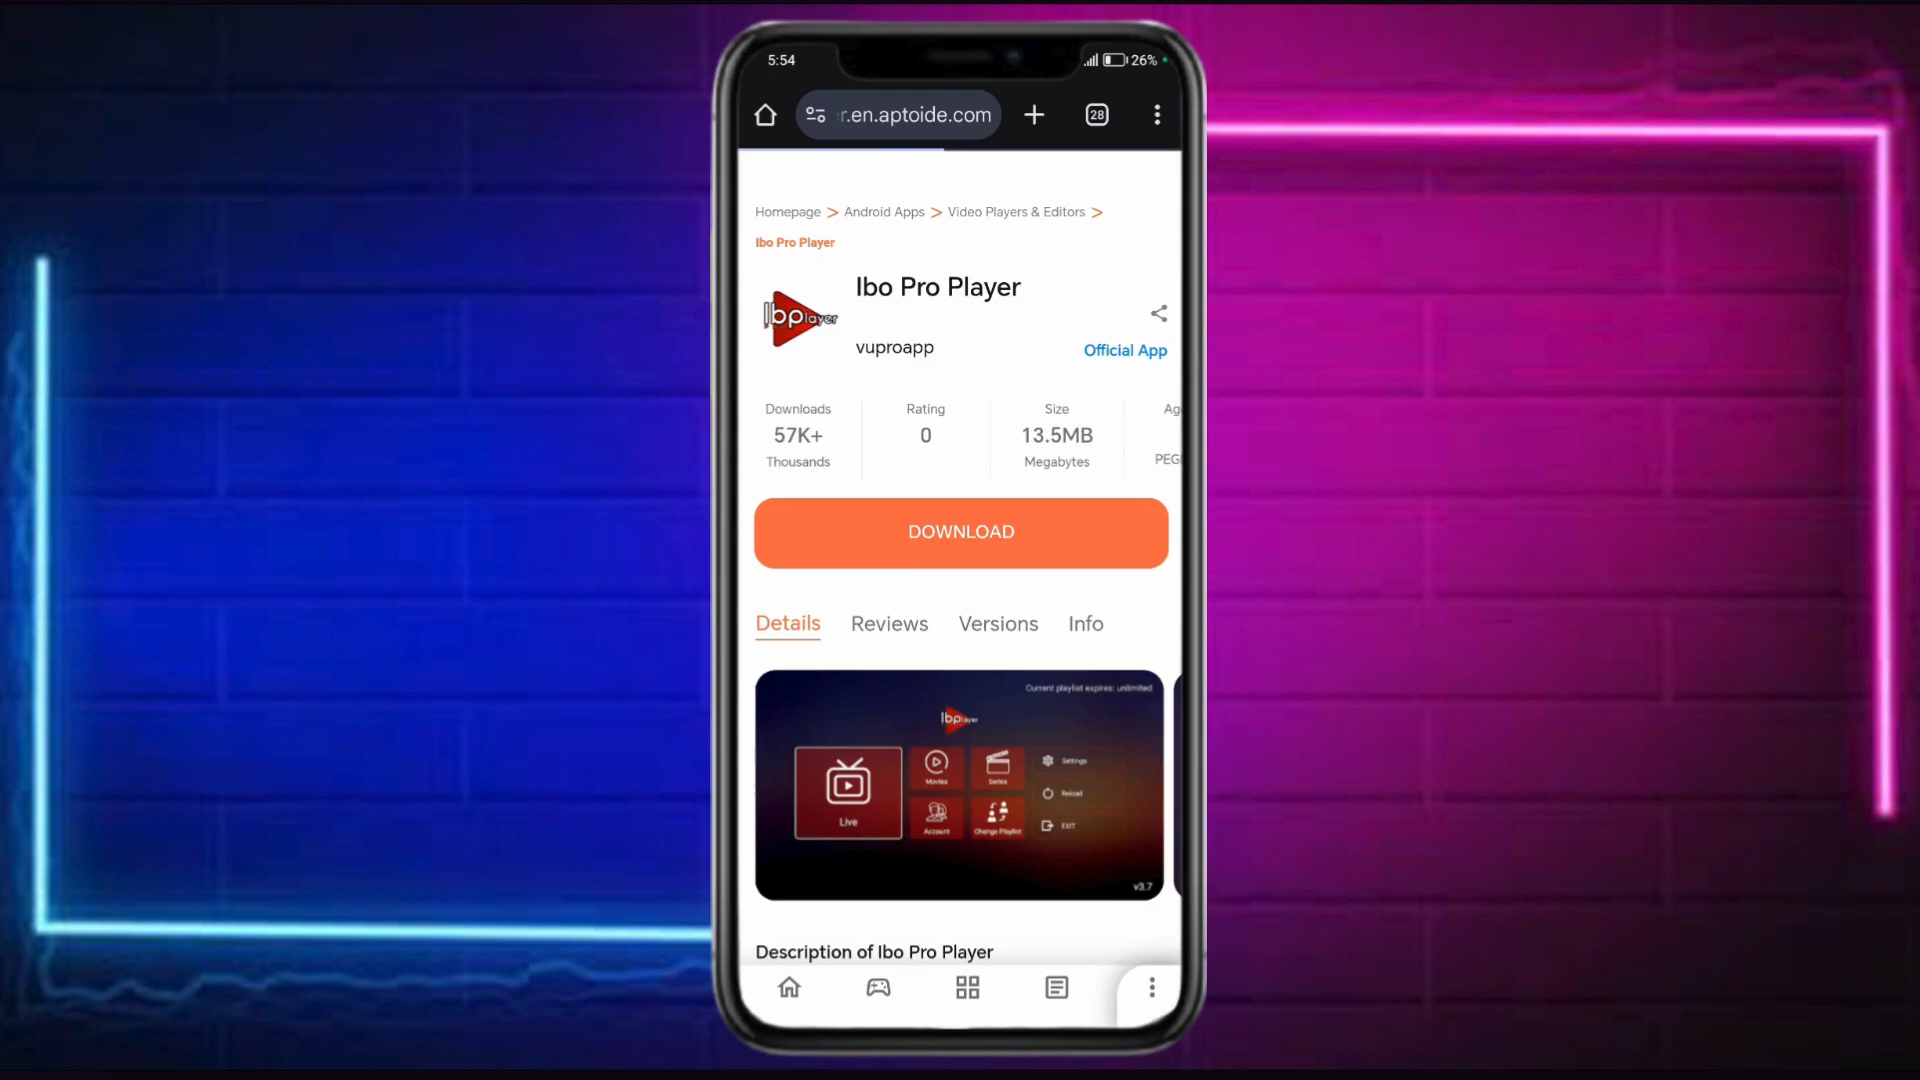 5:54
26%
r.en.aptoide.com
28
Homepage > Android Apps > Video Players & Editors >
Ibo Pro Player
Ibplayer
Ibo Pro Player
vuproapp
Official App
Downloads
57K+
Thousands
Rating
0
Size
13.5MB
Megabytes
Ag
PEG
DOWNLOAD
Details
Reviews
Versions
Info
Current playlist expires: unlimited
Ibplayer
Live
Movies
Series
Account
Change Playlist
Settings
Reload
EXIT
v3.7
Description of Ibo Pro Player